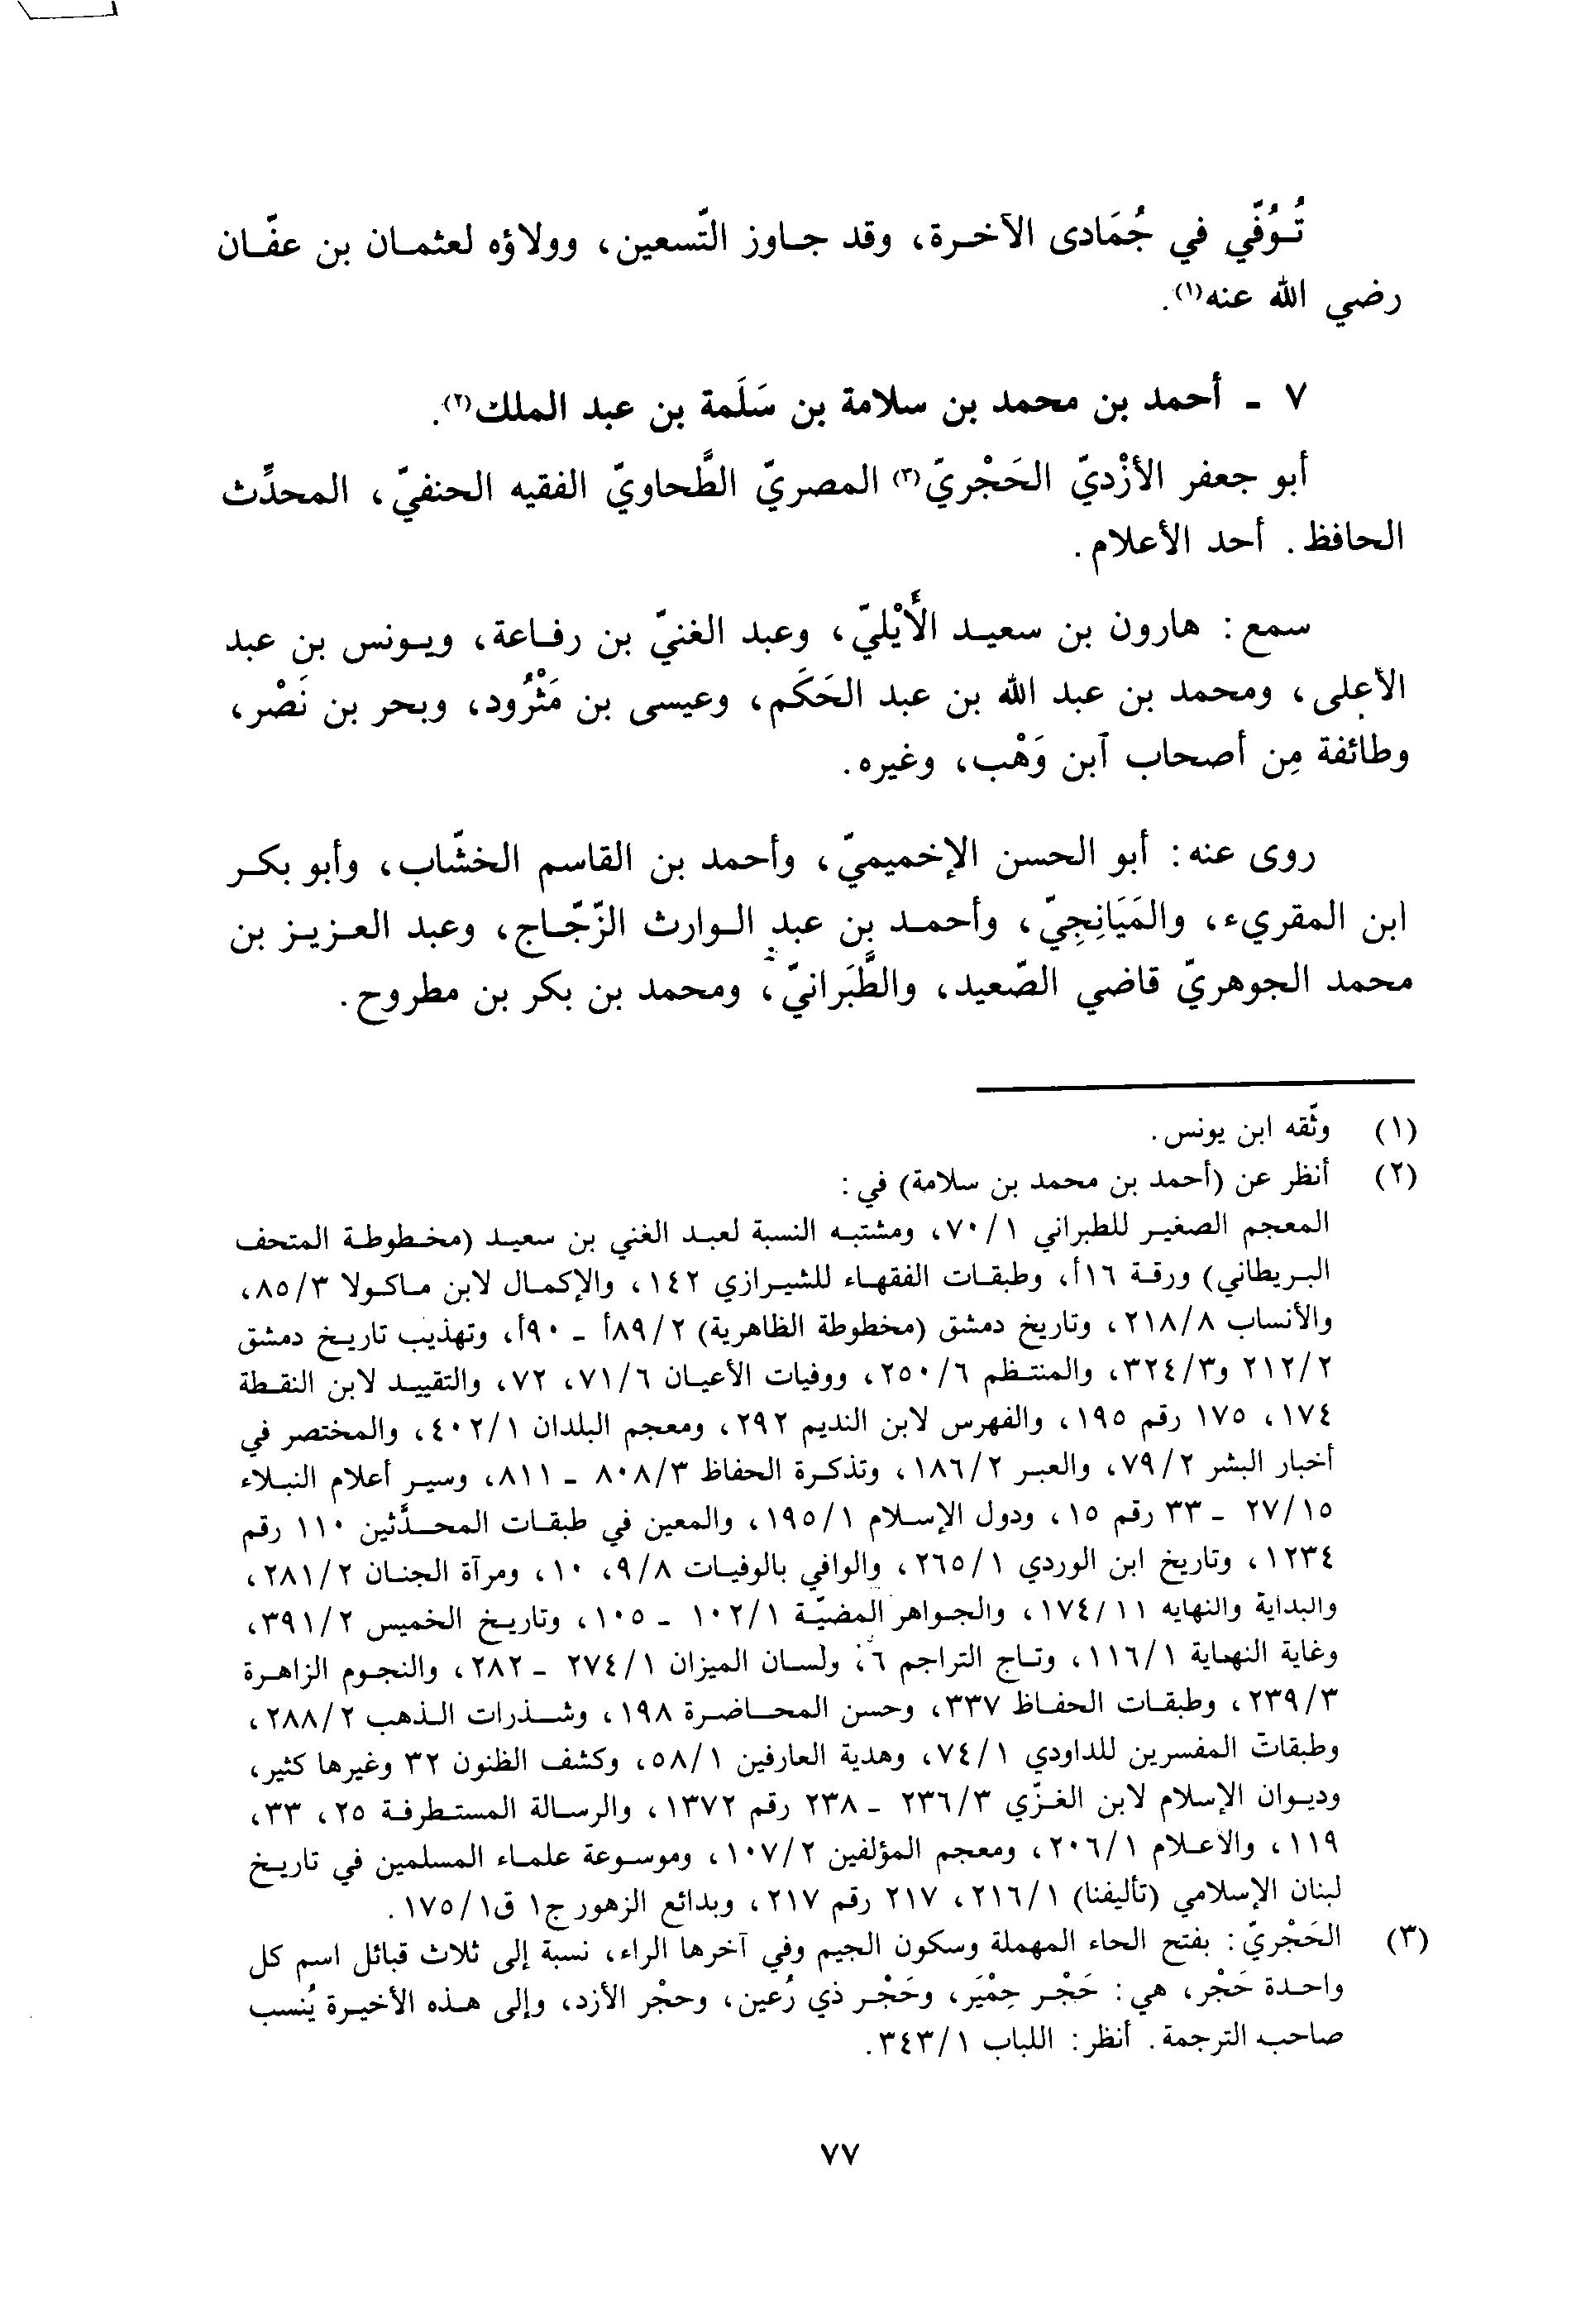 تُـوُفّي في جُمَادى الآخـرة، وقد جـاوز التّسعين، وولاؤه لعثمـان بن عفّـان
رضي الله عنه(١).
٧ - أحمد بن محمد بن سلامة بن سَلَمة بن عبد الملك(٢).
أبو جعفر الأزْديّ الحَجْريّ(٣) المصريّ الطَّحاويّ الفقيه الحنفيّ، المحدِّث
الحافظ. أحد الأعلام.
سمع: هارون بن سعيـد الأَيْليّ، وعبد الغنيّ بن رفـاعة، ويـونس بن عبد
الأعلى، ومحمد بن عبد الله بن عبد الحَكَم، وعيسى بن مَثْرُود، وبحر بن نَصْر،
وطائفة مِن أصحاب آبن وَهْب، وغيره.
روى عنه: أبو الحسن الإخميميّ، وأحمد بن القاسم الخشّاب، وأبو بكـر
ابن المقريء، والمَيَانِجِيّ، وأحمـد بن عبد الـوارث الزّجّـاج، وعبد العـزيـز بن
محمد الجوهريّ قاضي الصّعيد، والطَّبَرانيّ، ومحمد بن بكر بن مطروح.
(١) وثّقه ابن يونس.
(٢) أنظر عن (أحمد بن محمد بن سلامة) في:
المعجم الصغيـر للطبراني ٧٠/١، ومشتبـه النسبة لعبـد الغني بن سعيـد (مخـطوطـة المتحف
البـريطاني) ورقـة ١٦أ، وطبقـات الفقهـاء للشيـرازي ١٤٢، والإكمـال لابن مـاكـولا ٨٥/٣،
والأنساب ٢١٨/٨، وتاريخ دمشق (مخطوطة الظاهرية) ٨٩/٢أ - ٩٠أ، وتهذيب تاريـخ دمشق
٢١٢/٢ و٣٢٤/٣، والمنتـظم ٢٥٠/٦، ووفيات الأعيـان ٧١/٦، ٧٢، والتقييـد لابن النقـطة
١٧٤، ١٧٥ رقم ١٩٥، والفهرس لابن النديم ٢٩٢، ومعجم البلدان ٤٠٢/١، والمختصر في
أخبار البشر ٧٩/٢، والعبـر ١٨٦/٢، وتذكـرة الحفاظ ٨٠٨/٣ - ٨١١، وسيـر أعلام النبـلاء
٢٧/١٥ - ٣٣ رقم ١٥، ودول الإسـلام ١٩٥/١، والمعين في طبقـات المحـدَّثين ١١٠ رقم
١٢٣٤، وتاريخ ابن الوردي ٢٦٥/١، والوافي بالوفيـات ٩/٨، ١٠، ومرآة الجنـان ٢٨١/٢،
والبداية والنهايه ١٧٤/١١، والجـواهر المضيّـة ١٠٢/١ - ١٠٥، وتاريـخ الخميس ٣٩١/٢،
وغاية النهاية ١١٦/١، وتـاج التراجم ٦، ولسـان الميزان ٢٧٤/١ - ٢٨٢، والنجـوم الزاهـرة
٢٣٩/٣، وطبقـات الحفـاظ ٣٣٧، وحسن المحـاضـرة ١٩٨، وشـذرات الـذهب ٢٨٨/٢،
وطبقات المفسرين للداودي ٧٤/١، وهدية العارفين ٥٨/١، وكشف الظنون ٣٢ وغيرها كثير،
وديـوان الإسلام لابن الغـزّي ٢٣٦/٣ - ٢٣٨ رقم ١٣٧٢، والرسـالة المستـطرفـة ٢٥، ٣٣،
١١٩، والأعـلام ٢٠٦/١، ومعجم المؤلفين ١٠٧/٢، وموسـوعة علمـاء المسلمين في تاريـخ
لبنان الإسلامي (تأليفنا) ٢١٦/١، ٢١٧ رقم ٢١٧، وبدائع الزهور ج١ ق١٧٥/١.
(٣) الحَجْريّ: بفتح الحاء المهملة وسكون الجيم وفي آخرها الراء، نسبة إلى ثلاث قبائل اسم كل
واحـدة حَجْر، هي: حَجْـر حِمْيَر، وحَجْـر ذي رُعين، وحجْر الأزد، وإلى هـذه الأخيـرة يُنسب
صاحب الترجمة. أنظر: اللباب ٣٤٣/١.
٧٧